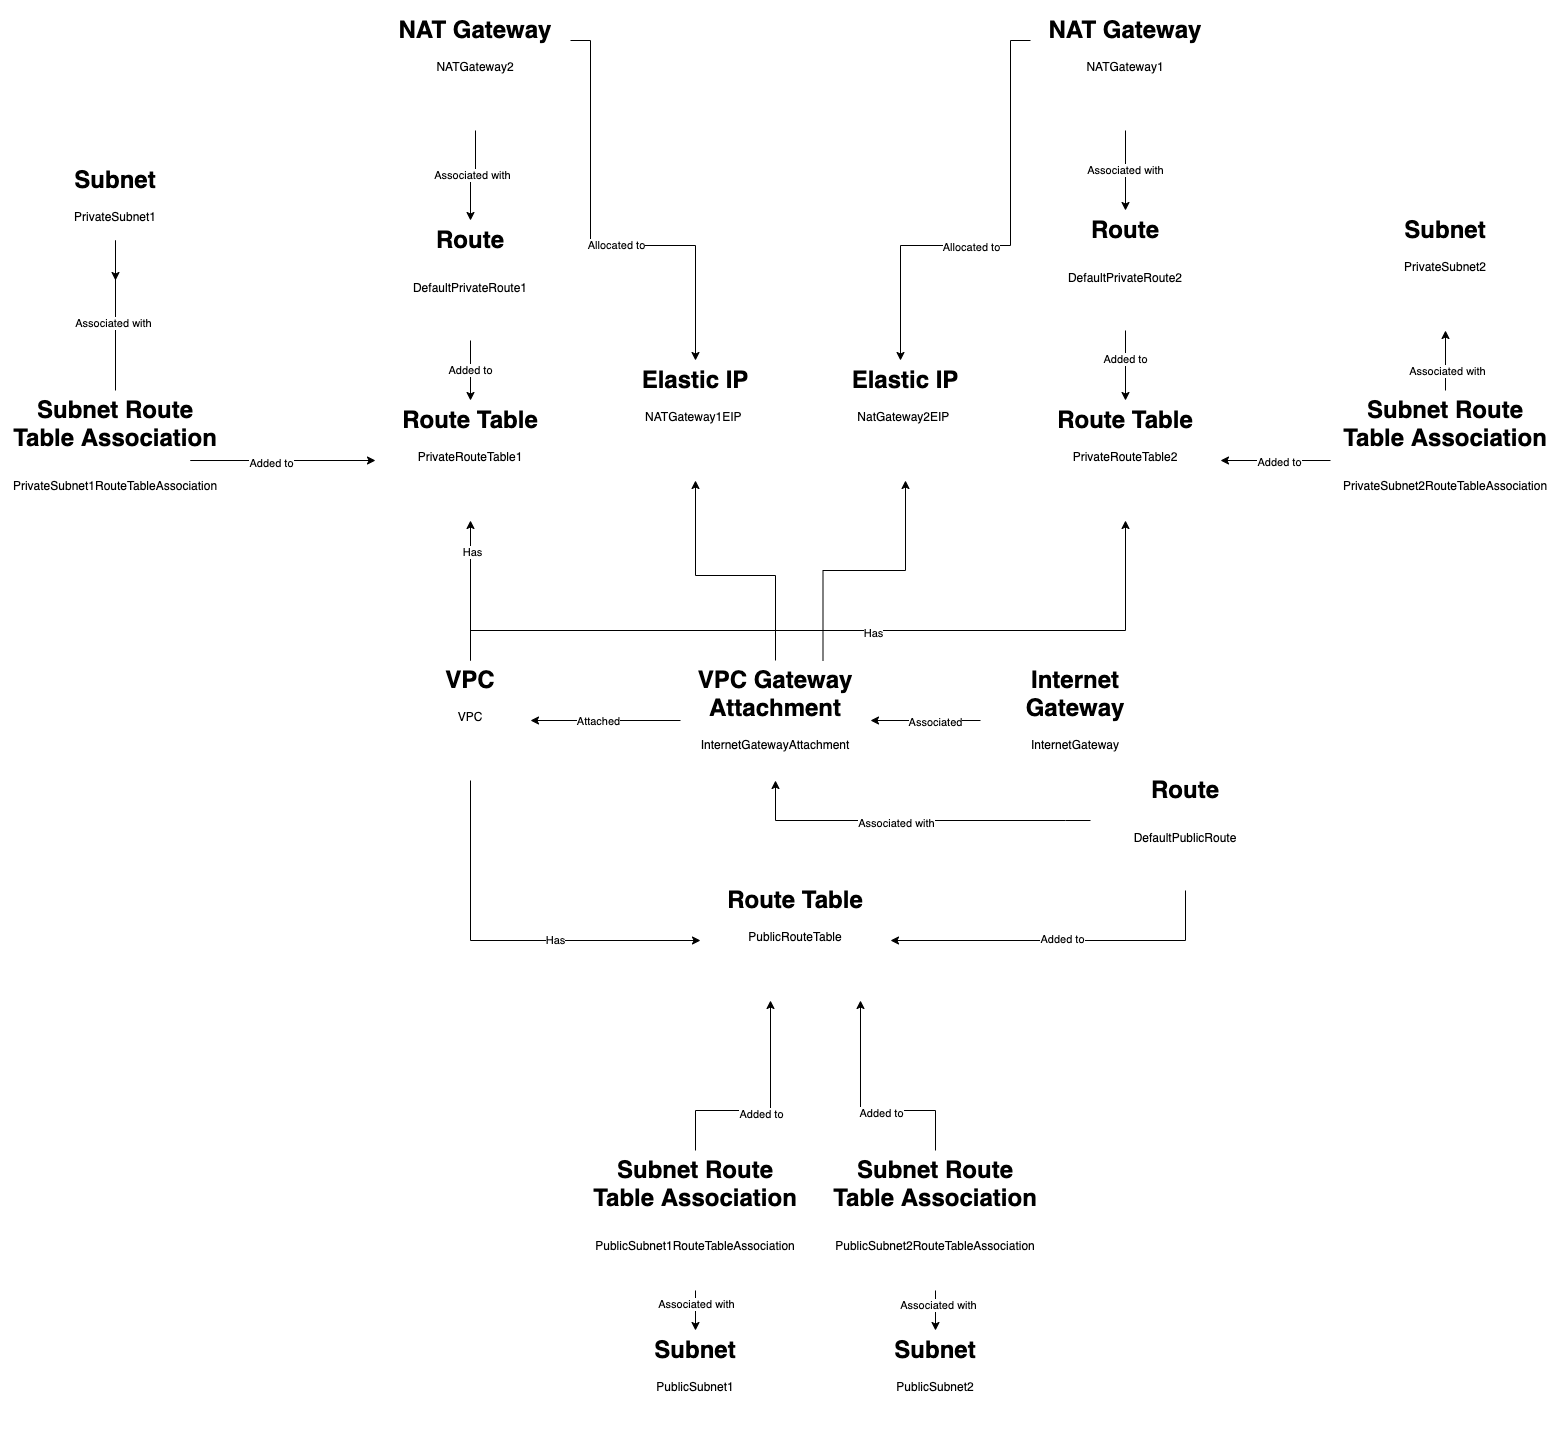 NAT Gateway
NATGateway2
NAT Gateway
NATGateway1
Associated with
Associated with
Subnet
PrivateSubnet1
Route
DefaultPrivateRoute1
Allocated to
Allocated to
Route
DefaultPrivateRoute2
Subnet
PrivateSubnet2
Associated with
Added to
Added to
Associated with
Subnet Route
Table Association
PrivateSubnet1RouteTableAssociation
Added to
Route Table
PrivateRouteTable1
Elastic IP
NATGateway1EIP
Elastic IP
NatGateway2EIP
Route Table
PrivateRouteTable2
Added to
Subnet Route
Table Association
PrivateSubnet2RouteTableAssociation
Has
Has
VPC
VPC
Attached
VPC Gateway
Attachment
InternetGatewayAttachment
Associated
Internet
Gateway
InternetGateway
Route
DefaultPublicRoute
Associated with
Route Table
PublicRouteTable
Has
Added to
Added to
Added to
Subnet Route
Table Association
PublicSubnet1RouteTableAssociation
Subnet Route
Table Association
PublicSubnet2RouteTableAssociation
Associated with
Associated with
Subnet
PublicSubnet1
Subnet
PublicSubnet2